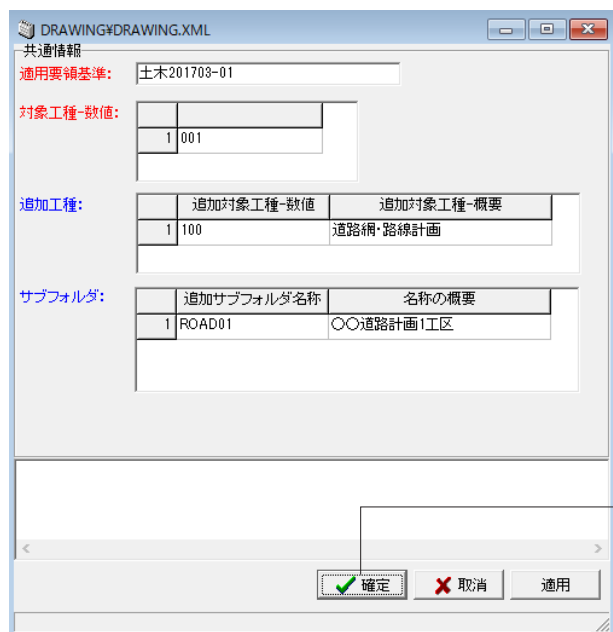 DRAWING¥DRAWING.XML
共通情報
適用要領基準: 土木201703-01
対象工種-数値:
1 001
追加工種: 追加対象工種-数値 追加対象工種-概要
1 100 道路網・路線計画
サブフォルダ: 追加サブフォルダ名称 名称の概要
1 ROAD01 〇〇道路計画1工区
確定 取消 適用